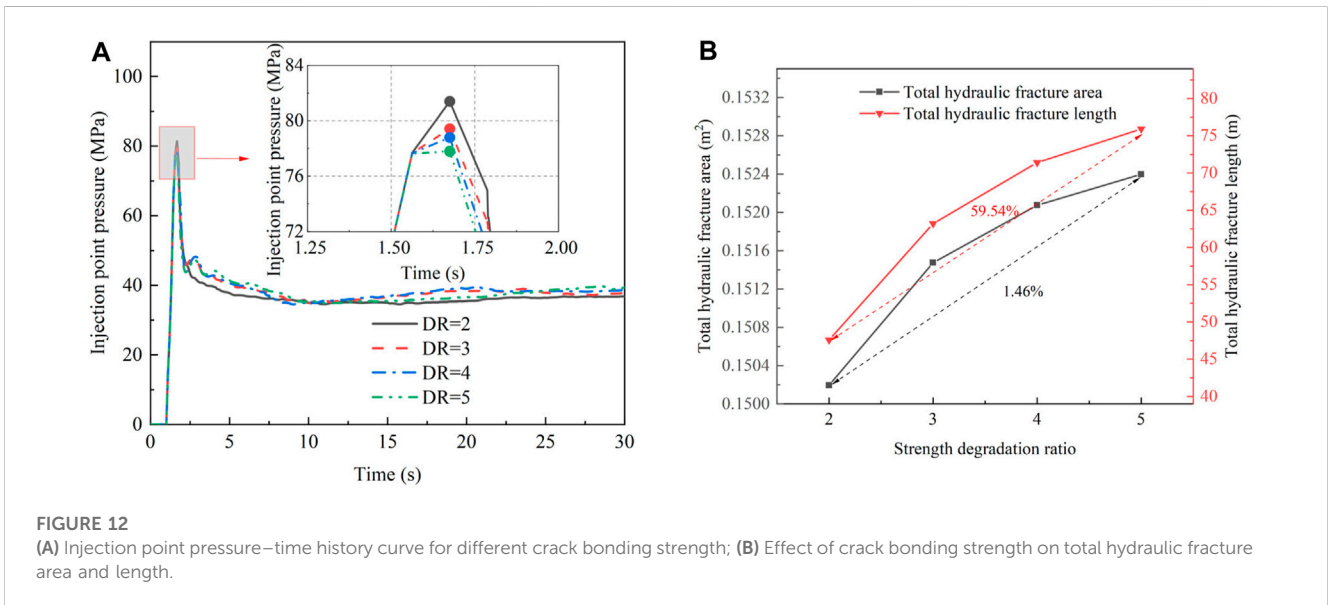 A
Injection point pressure (MPa)
100
80
60
40
20
0
0
5
10
15
20
25
30
Time (s)
Injection point pressure (MPa)
84
80
76
72
1.25
1.50
1.75
2.00
Time (s)
DR=2
DR=3
DR=4
DR=5
B
Total hydraulic fracture area (m²)
0.1532
0.1528
0.1524
0.1520
0.1516
0.1512
0.1508
0.1504
0.1500
Total hydraulic fracture area
Total hydraulic fracture length
59.54%
1.46%
2
3
4
5
Strength degradation ratio
80
75
70
65
60
55
50
45
40
Total hydraulic fracture length (m)
FIGURE 12
(A) Injection point pressure–time history curve for different crack bonding strength; (B) Effect of crack bonding strength on total hydraulic fracture
area and length.